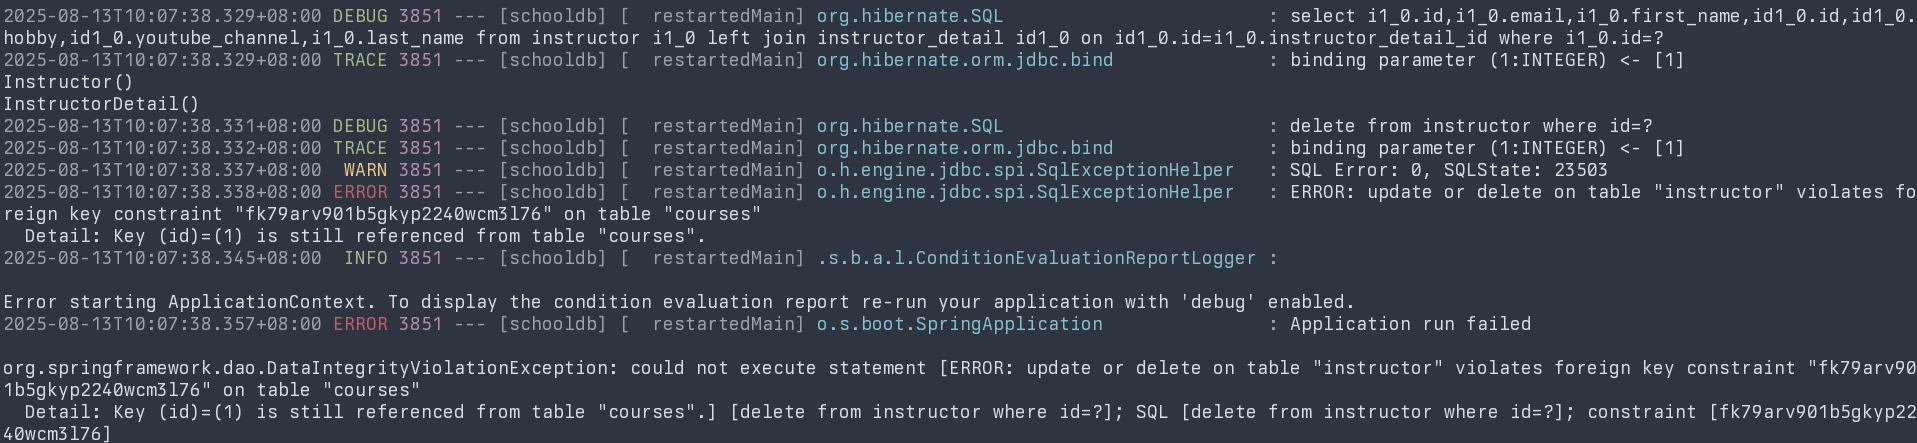 2025-08-13T10:07:38.329+08:00 DEBUG 3851 --- [schooldb] [  restartedMain] org.hibernate.SQL                        : select i1_0.id,i1_0.email,i1_0.first_name,id1_0.id,id1_0.
hobby,id1_0.youtube_channel,i1_0.last_name from instructor i1_0 left join instructor_detail id1_0 on id1_0.id=i1_0.instructor_detail_id where i1_0.id=?
2025-08-13T10:07:38.329+08:00 TRACE 3851 --- [schooldb] [  restartedMain] org.hibernate.orm.jdbc.bind              : binding parameter (1:INTEGER) <- [1]
Instructor()
InstructorDetail()
2025-08-13T10:07:38.331+08:00 DEBUG 3851 --- [schooldb] [  restartedMain] org.hibernate.SQL                        : delete from instructor where id=?
2025-08-13T10:07:38.332+08:00 TRACE 3851 --- [schooldb] [  restartedMain] org.hibernate.orm.jdbc.bind              : binding parameter (1:INTEGER) <- [1]
2025-08-13T10:07:38.337+08:00  WARN 3851 --- [schooldb] [  restartedMain] o.h.engine.jdbc.spi.SqlExceptionHelper   : SQL Error: 0, SQLState: 23503
2025-08-13T10:07:38.338+08:00 ERROR 3851 --- [schooldb] [  restartedMain] o.h.engine.jdbc.spi.SqlExceptionHelper   : ERROR: update or delete on table "instructor" violates fo
reign key constraint "fk79arv901b5gkyp2240wcm3l76" on table "courses"
  Detail: Key (id)=(1) is still referenced from table "courses".
2025-08-13T10:07:38.345+08:00  INFO 3851 --- [schooldb] [  restartedMain] .s.b.a.l.ConditionEvaluationReportLogger :
Error starting ApplicationContext. To display the condition evaluation report re-run your application with 'debug' enabled.
2025-08-13T10:07:38.357+08:00 ERROR 3851 --- [schooldb] [  restartedMain] o.s.boot.SpringApplication               : Application run failed
org.springframework.dao.DataIntegrityViolationException: could not execute statement [ERROR: update or delete on table "instructor" violates foreign key constraint "fk79arv90
1b5gkyp2240wcm3l76" on table "courses"
  Detail: Key (id)=(1) is still referenced from table "courses".] [delete from instructor where id=?]; SQL [delete from instructor where id=?]; constraint [fk79arv901b5gkyp22
40wcm3l76]